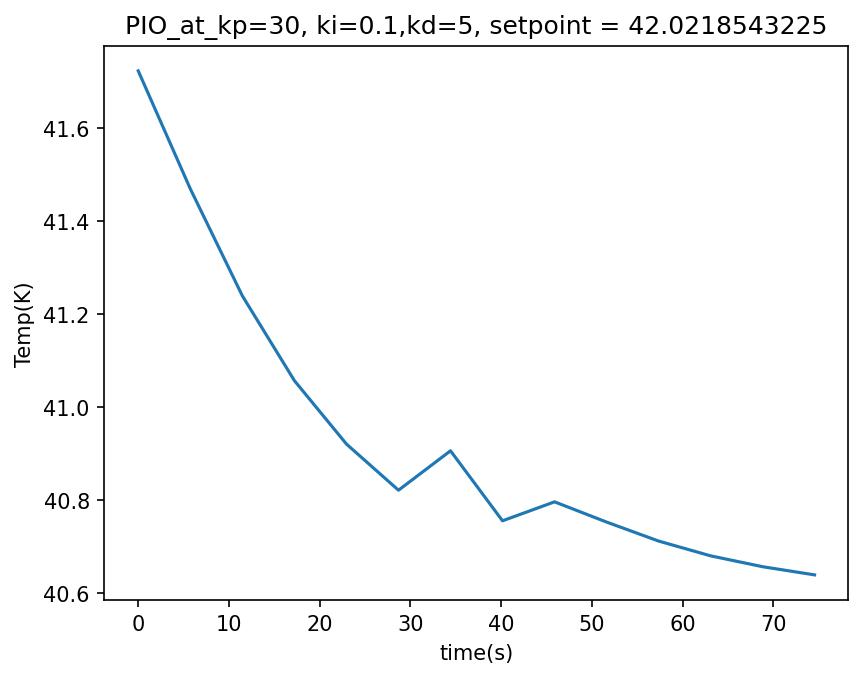 PIO_at_kp=30, ki=0.1,kd=5, setpoint = 42.0218543225
41.6
41.4
41.2
41.0
40.8
40.6
Temp(K)
0 10 20 30 40 50 60 70
time(s)